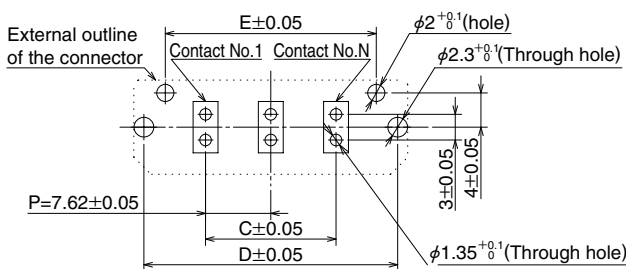 E±0.05
External outline
of the connector
Contact No.1
Contact No.N
φ2 +0.1 0 (hole)
φ2.3 +0.1 0 (Through hole)
3±0.05
4±0.05
P=7.62±0.05
C±0.05
D±0.05
φ1.35 +0.1 0 (Through hole)